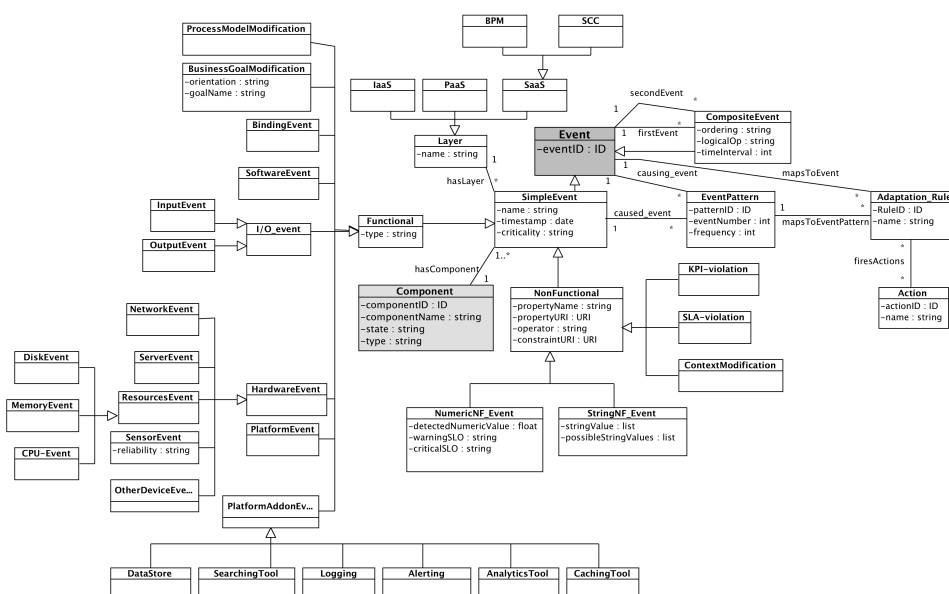 BPM
SCC
ProcessModelModification
BusinessGoalModification
-orientation : string
-goalName : string
IaaS
PaaS
SaaS
secondEvent
1
*
BindingEvent
Event
-eventID : ID
1
firstEvent
*
CompositeEvent
-ordering : string
-logicalOp : string
-timeInterval : int
Layer
-name : string
1
hasLayer
*
SoftwareEvent
1
causing_event
1
*
mapsToEvent
*
InputEvent
OutputEvent
I/O_event
Functional
-type : string
SimpleEvent
-name : string
-timestamp : date
-criticality : string
caused_event
1
*
EventPattern
-patternID : ID
-eventNumber : int
-frequency : int
1
*
mapsToEventPattern
Adaptation_Rule
-RuleID : ID
-name : string
1..*
hasComponent
1
*
firesActions
*
Component
-componentID : ID
-componentName : string
-state : string
-type : string
NonFunctional
-propertyName : string
-propertyURI : URI
-operator : string
-constraintURI : URI
KPI-violation
SLA-violation
ContextModification
Action
-actionID : ID
-name : string
NetworkEvent
DiskEvent
ServerEvent
MemoryEvent
ResourcesEvent
HardwareEvent
CPU-Event
SensorEvent
-reliability : string
PlatformEvent
NumericNF_Event
-detectedNumericValue : float
-warningSLO : string
-criticalSLO : string
StringNF_Event
-stringValue : list
-possibleStringValues : list
OtherDeviceEve...
PlatformAddonEv...
DataStore
SearchingTool
Logging
Alerting
AnalyticsTool
CachingTool